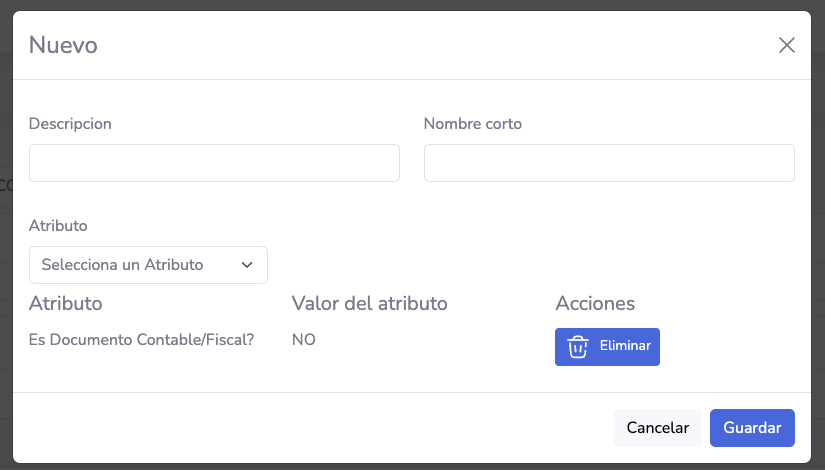 Nuevo
Descripcion
Nombre corto
Atributo
Selecciona un Atributo
Atributo Valor del atributo Acciones
Es Documento Contable/Fiscal? NO Eliminar
Cancelar Guardar